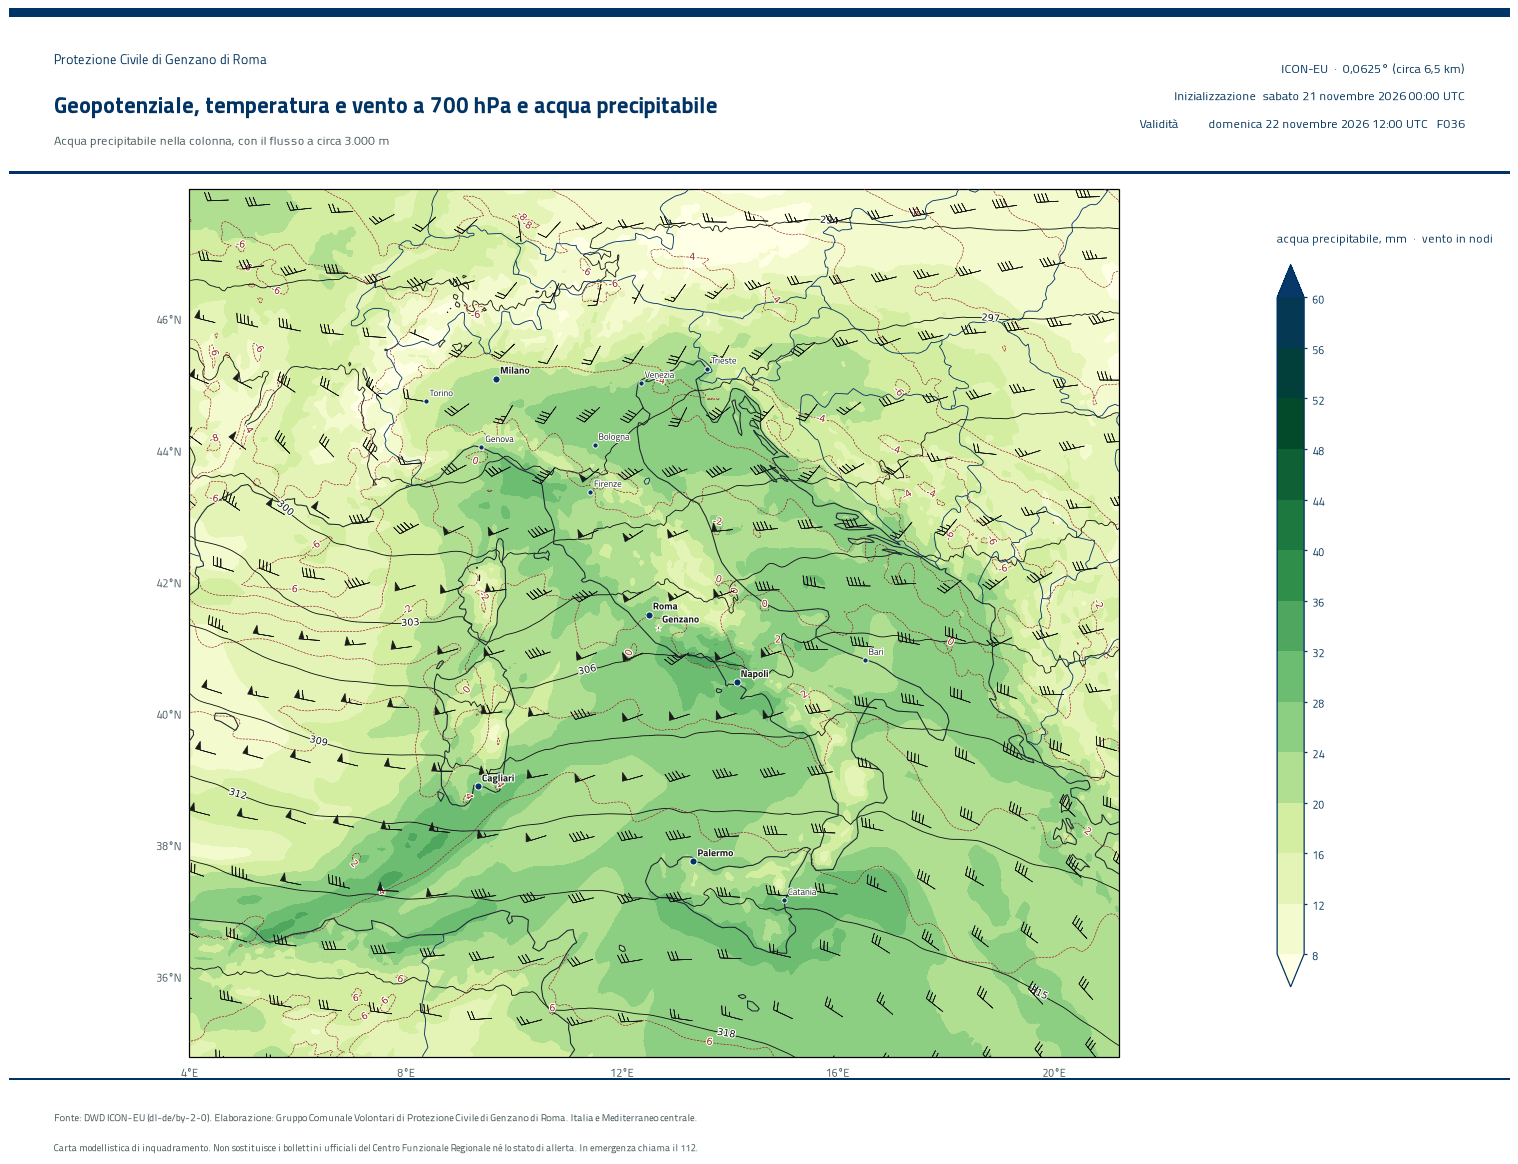 Protezione Civile di Genzano di Roma
Geopotenziale, temperatura e vento a 700 hPa e acqua precipitabile
Acqua precipitabile nella colonna, con il flusso a circa 3.000 m
ICON-EU · 0,0625° (circa 6,5 km)
Inizializzazione sabato 21 novembre 2026 00:00 UTC
Validità domenica 22 novembre 2026 12:00 UTC F036
acqua precipitabile, mm · vento in nodi
60
56
52
48
44
40
36
32
28
24
20
16
12
8
46°N
44°N
42°N
40°N
38°N
36°N
4°E
8°E
12°E
16°E
20°E
Milano
Torino
Venezia
Trieste
Genova
Bologna
Firenze
Roma
Genzano
Napoli
Bari
Cagliari
Palermo
Catania
297
300
303
306
309
312
315
318
Fonte: DWD ICON-EU (dl-de/by-2-0). Elaborazione: Gruppo Comunale Volontari di Protezione Civile di Genzano di Roma. Italia e Mediterraneo centrale.
Carta modellistica di inquadramento. Non sostituisce i bollettini ufficiali del Centro Funzionale Regionale né lo stato di allerta. In emergenza chiama il 112.